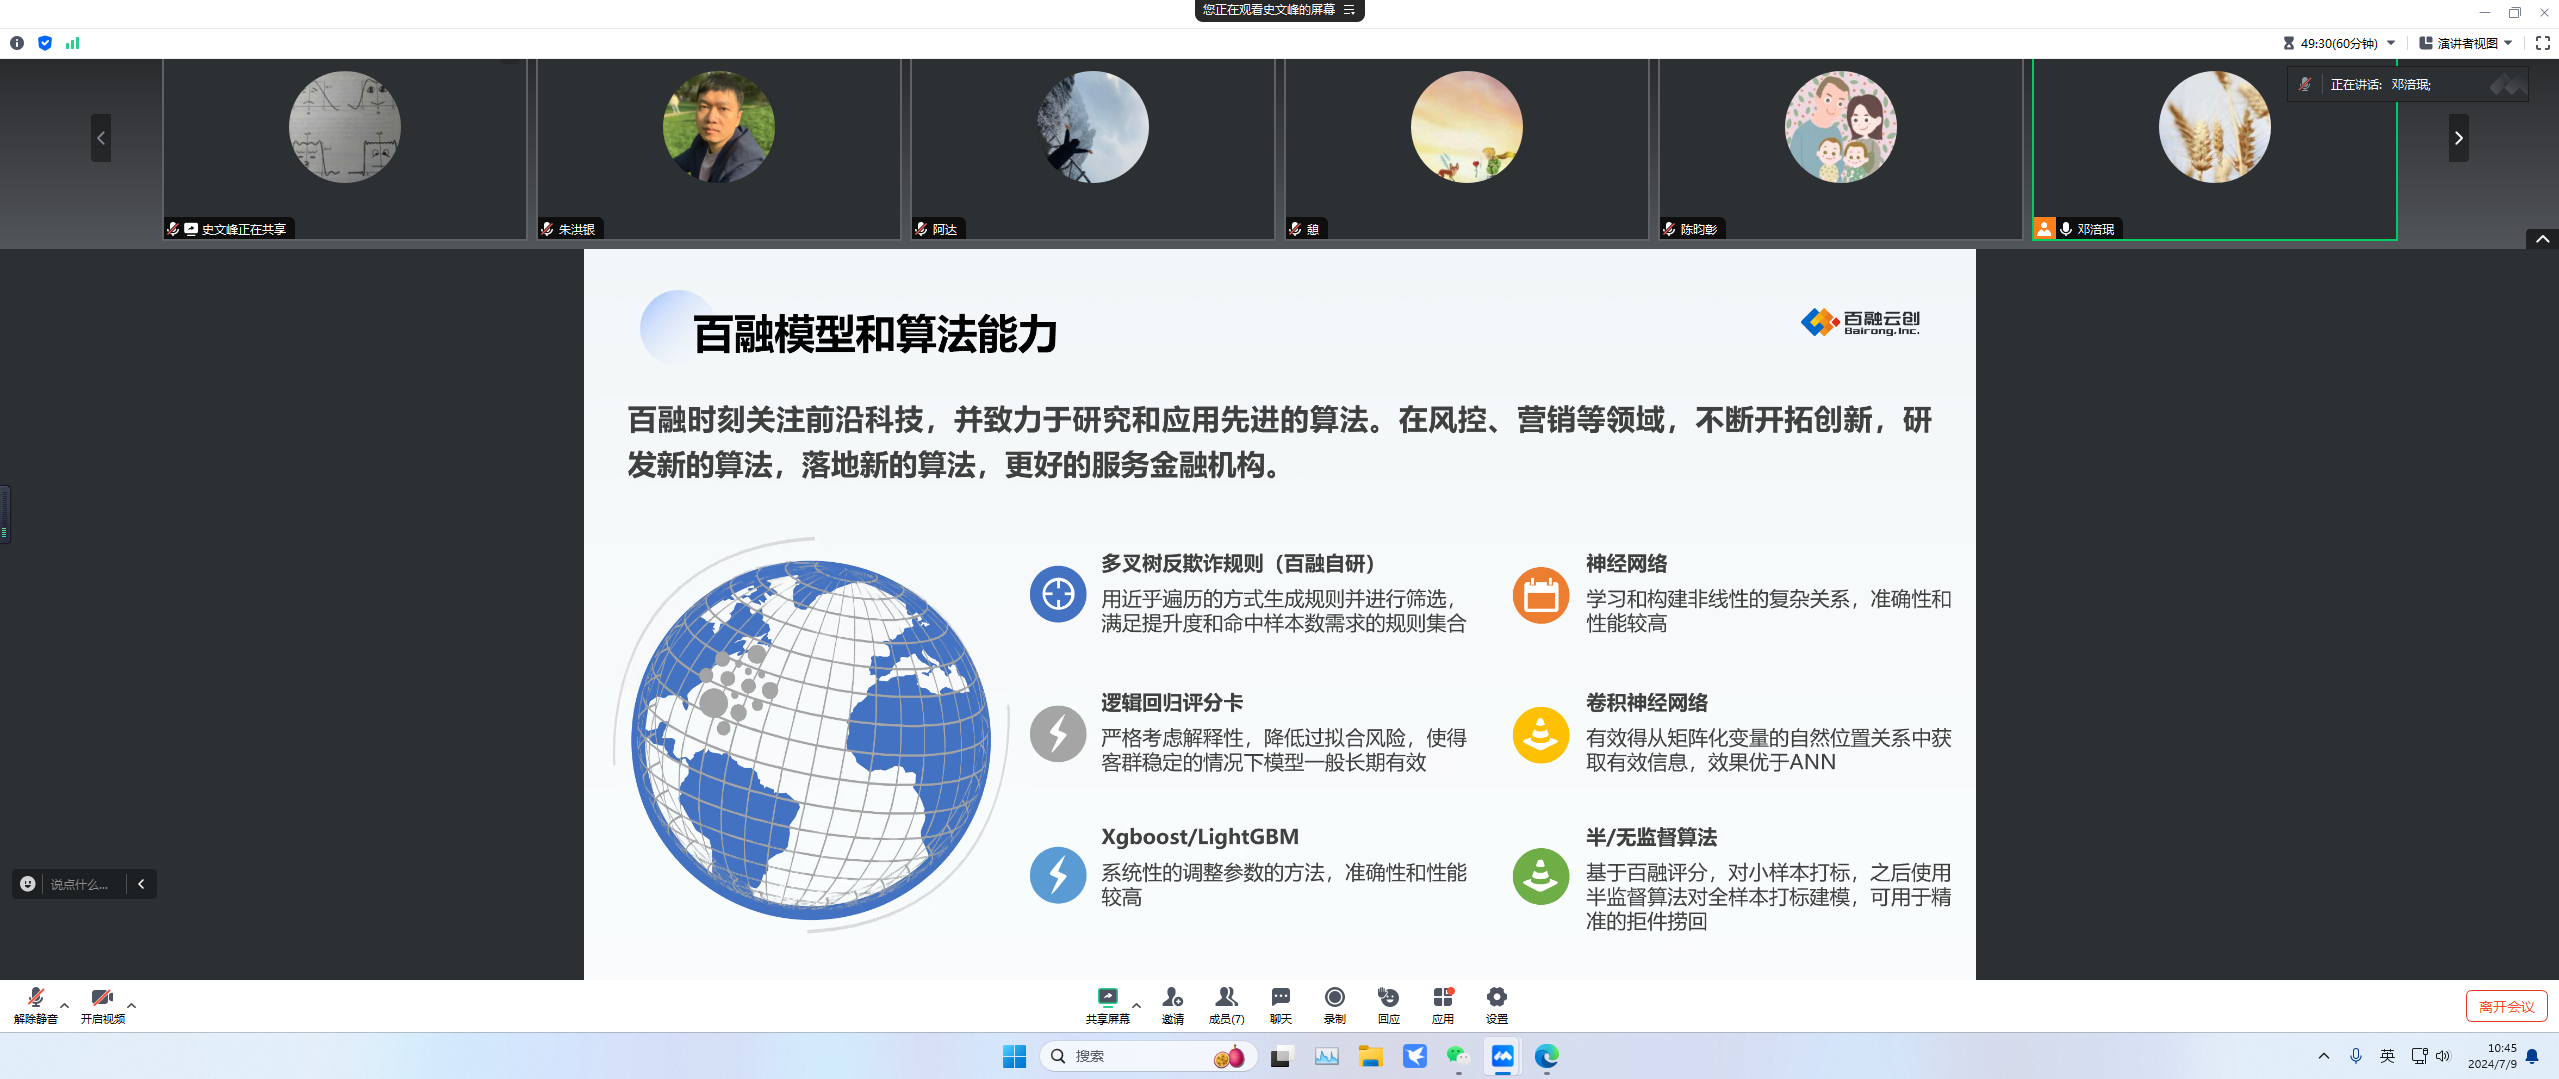 您正在观看史文峰的屏幕
49:30(60分钟)
演讲者视图
正在讲话: 邓涪珉;
史文峰正在共享
朱洪银
阿达
憩
陈昀彰
邓涪珉
百融模型和算法能力
百融云创
Bairong.Inc.
百融时刻关注前沿科技，并致力于研究和应用先进的算法。在风控、营销等领域，不断开拓创新，研
发新的算法，落地新的算法，更好的服务金融机构。
多叉树反欺诈规则（百融自研）
用近乎遍历的方式生成规则并进行筛选，
满足提升度和命中样本数需求的规则集合
神经网络
学习和构建非线性的复杂关系，准确性和
性能较高
逻辑回归评分卡
严格考虑解释性，降低过拟合风险，使得
客群稳定的情况下模型一般长期有效
卷积神经网络
有效得从矩阵化变量的自然位置关系中获
取有效信息，效果优于ANN
Xgboost/LightGBM
系统性的调整参数的方法，准确性和性能
较高
半/无监督算法
基于百融评分，对小样本打标，之后使用
半监督算法对全样本打标建模，可用于精
准的拒件捞回
说点什么...
解除静音
开启视频
共享屏幕
邀请
成员(7)
聊天
录制
回应
应用
设置
离开会议
搜索
英
10:45
2024/7/9